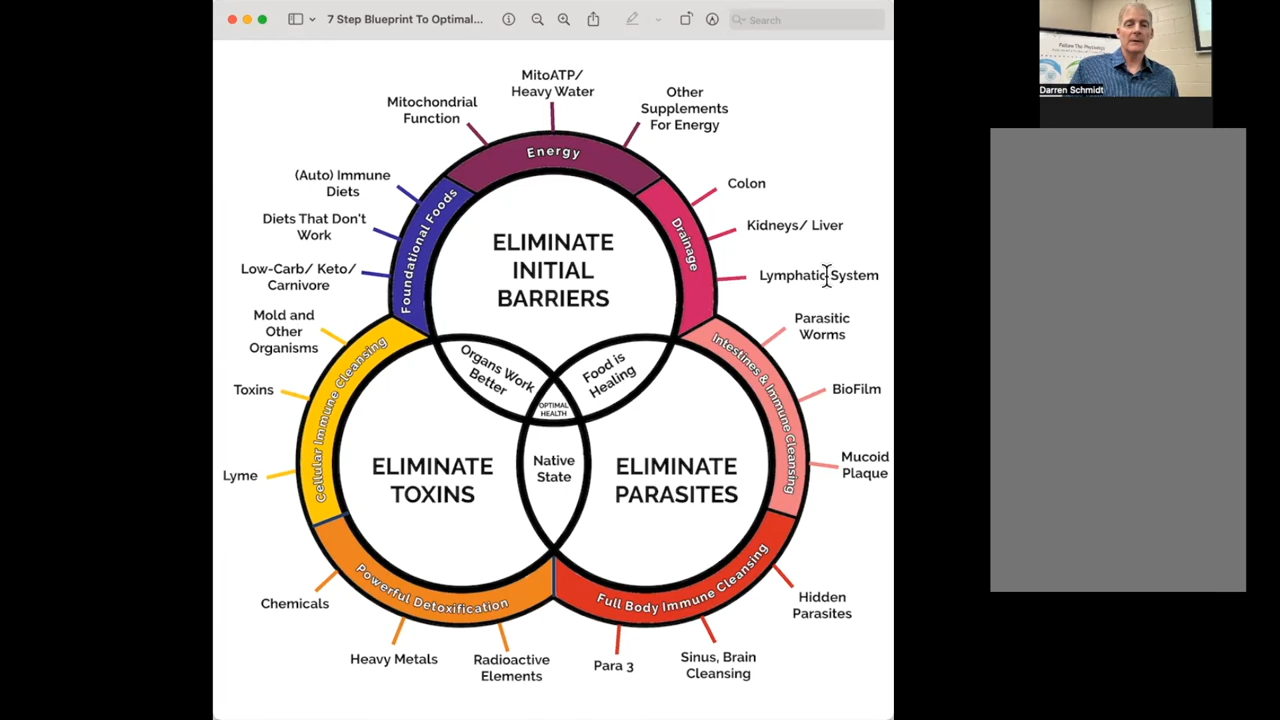 7 Step Blueprint To Optimal...
Search
Follow The Physiology
Darren Schmidt
MitoATP/
Heavy Water
Mitochondrial
Function
Other
Supplements
For Energy
Energy
(Auto) Immune
Diets
Diets That Don't
Work
Low-Carb/ Keto/
Carnivore
Foundational Foods
Colon
Kidneys/ Liver
Lymphatic System
Drainage
ELIMINATE
INITIAL
BARRIERS
Mold and
Other
Organisms
Toxins
Lyme
Cellular Immune Cleansing
Parasitic
Worms
BioFilm
Mucoid
Plaque
Intestines & Immune Cleansing
Organs Work
Better
Food is
Healing
OPTIMAL
HEALTH
Native
State
ELIMINATE
TOXINS
ELIMINATE
PARASITES
Powerful Detoxification
Chemicals
Heavy Metals
Radioactive
Elements
Full Body Immune Cleansing
Para 3
Sinus, Brain
Cleansing
Hidden
Parasites